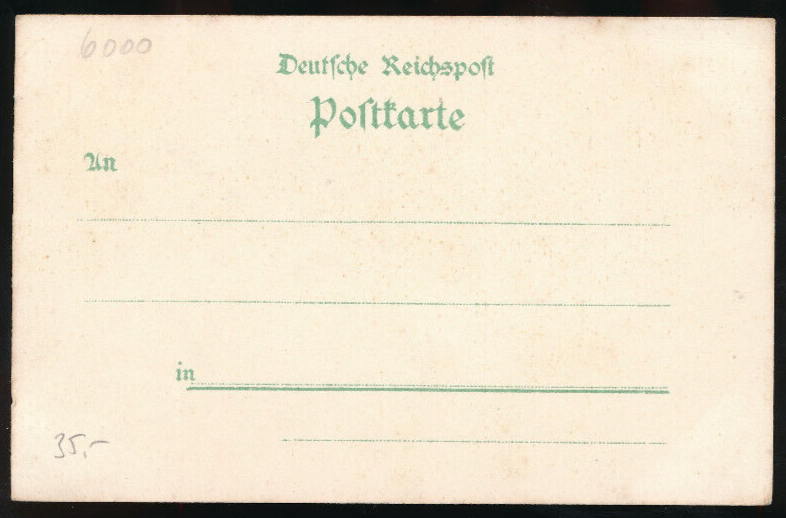 6000
Deutsche Reichspost
Postkarte
An
in
35,-